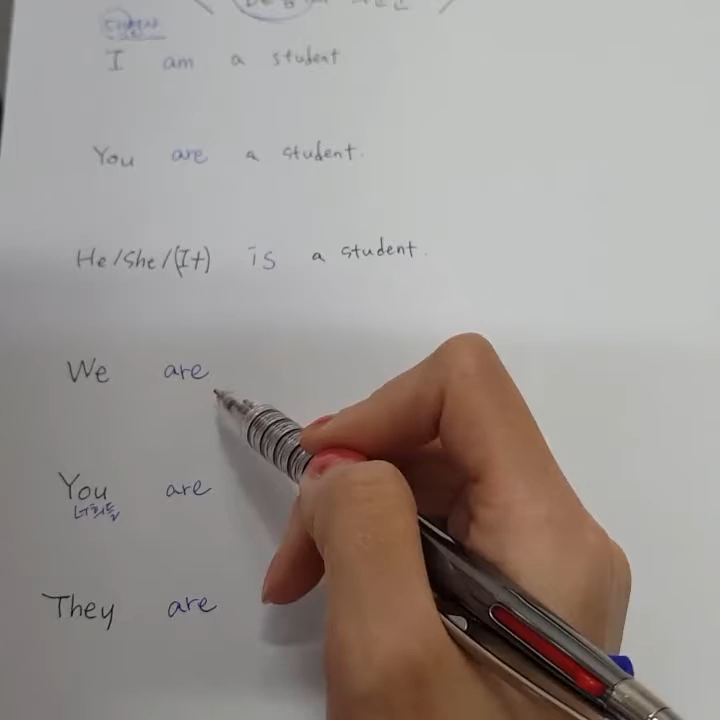 I am a student
You are a student.
He/she/(It) is a student.
We are
You are
너희들
They are